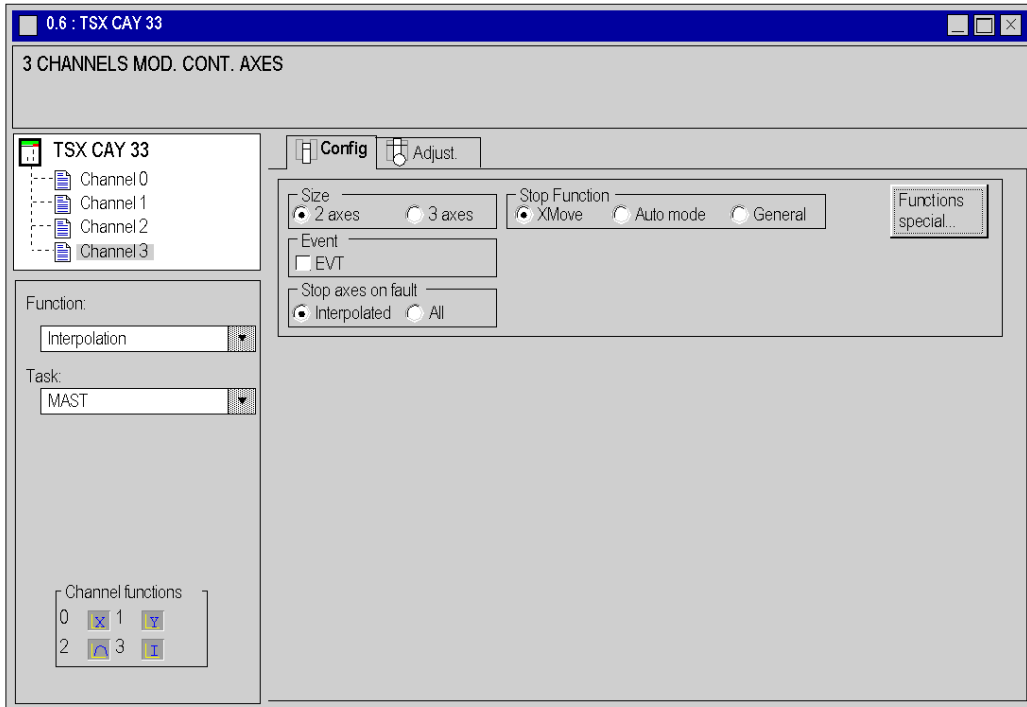 0.6 : TSX CAY 33
3 CHANNELS MOD. CONT. AXES
TSX CAY 33
Channel 0
Channel 1
Channel 2
Channel 3
Function:
Interpolation
Task:
MAST
Channel functions
0 X 1 Y
2 3 I
Config Adjust.
Size
2 axes 3 axes
Stop Function
XMove Auto mode General
Functions
special...
Event
EVT
Stop axes on fault
Interpolated All